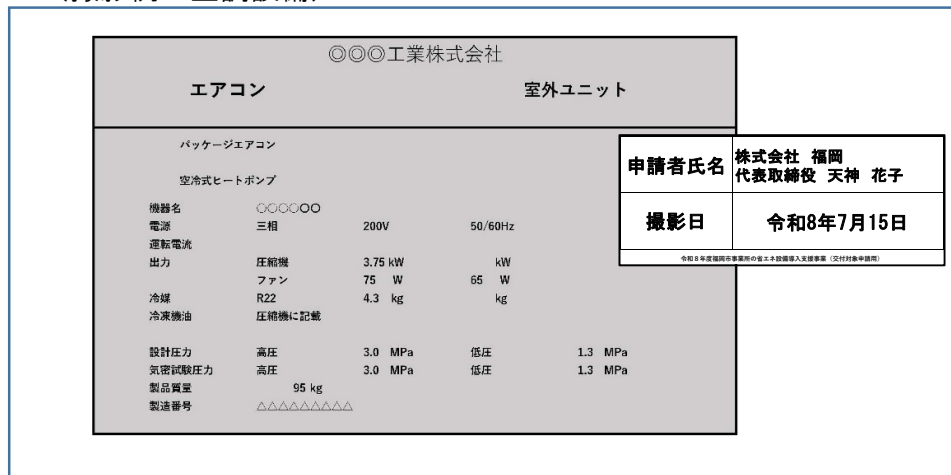 ◎◎◎工業株式会社
エアコン 室外ユニット
パッケージエアコン
空冷式ヒートポンプ
機器名 ○○○○○○
電源 三相 200V 50/60Hz
運転電流
出力 圧縮機 3.75 kW kW
ファン 75 W 65 W
冷媒 R22 4.3 kg kg
冷凍機油 圧縮機に記載
設計圧力 高圧 3.0 MPa 低圧 1.3 MPa
気密試験圧力 高圧 3.0 MPa 低圧 1.3 MPa
製品質量 95 kg
製造番号 △△△△△△△△△
申請者氏名 株式会社 福岡
代表取締役 天神 花子
撮影日 令和8年7月15日
令和8年度福岡市事業所の省エネ設備導入支援事業(交付対象申請用)